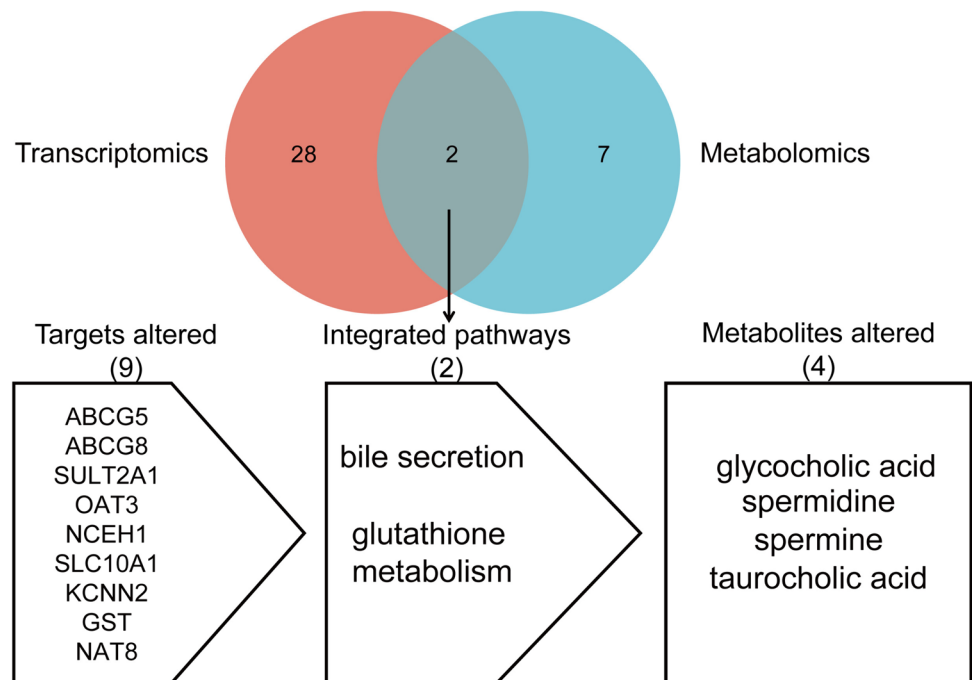 Transcriptomics
28
2
7
Metabolomics
Targets altered
(9)
Integrated pathways
(2)
Metabolites altered
(4)
ABCG5
ABCG8
SULT2A1
OAT3
NCEH1
SLC10A1
KCNN2
GST
NAT8
bile secretion
glutathione
metabolism
glycocholic acid
spermidine
spermine
taurocholic acid